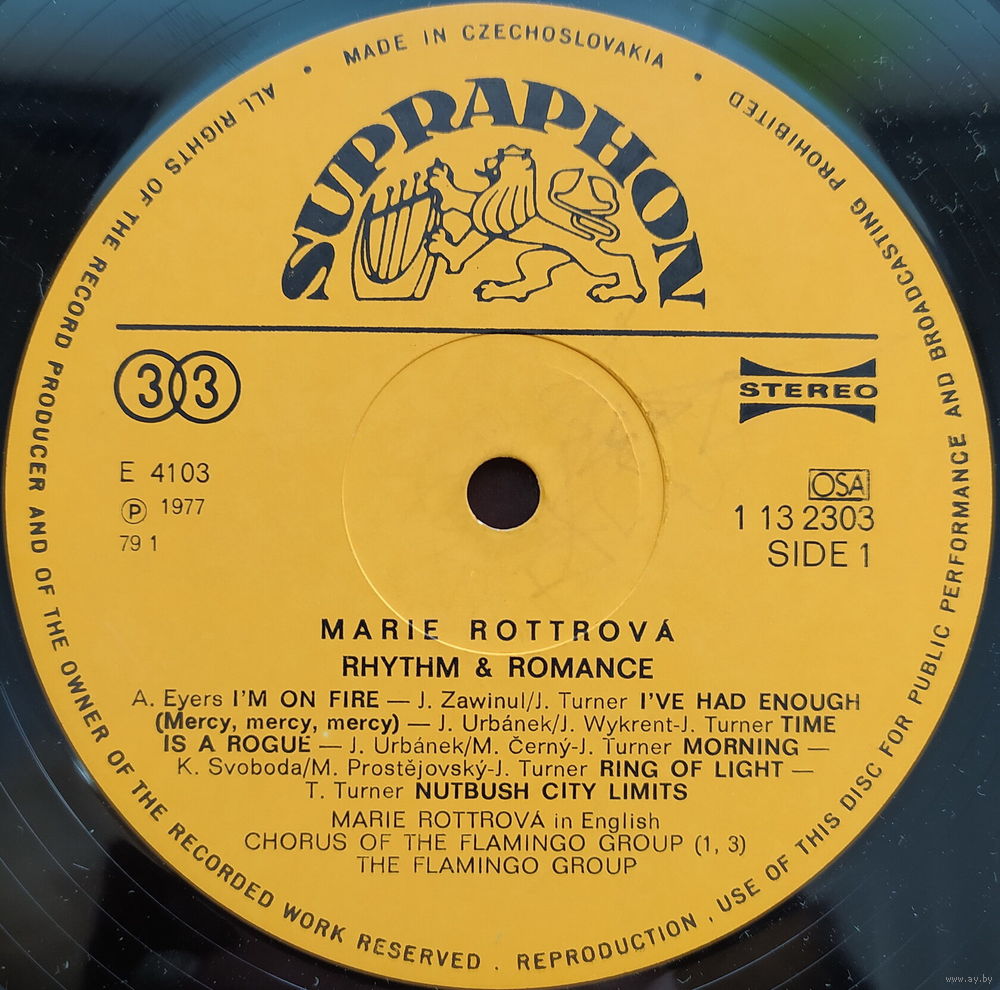 MADE IN CZECHOSLOVAKIA
ALL RIGHTS OF THE RECORD PRODUCER AND OF THE OWNER OF THE RECORDED WORK RESERVED . REPRODUCTION , USE OF THIS DISC FOR PUBLIC PERFORMANCE AND BROADCASTING PROHIBITED
SUPRAPHON
33
STEREO
E 4103
Ⓟ 1977
79 1
OSA
1 13 2303
SIDE 1
MARIE ROTTROVÁ
RHYTHM & ROMANCE
A. Eyers I'M ON FIRE — J. Zawinul/J. Turner I'VE HAD ENOUGH
(Mercy, mercy, mercy) — J. Urbánek/J. Wykrent-J. Turner TIME
IS A ROGUE — J. Urbánek/M. Černý-J. Turner MORNING —
K. Svoboda/M. Prostějovský-J. Turner RING OF LIGHT —
T. Turner NUTBUSH CITY LIMITS
MARIE ROTTROVÁ in English
CHORUS OF THE FLAMINGO GROUP (1, 3)
THE FLAMINGO GROUP
www.ay.by